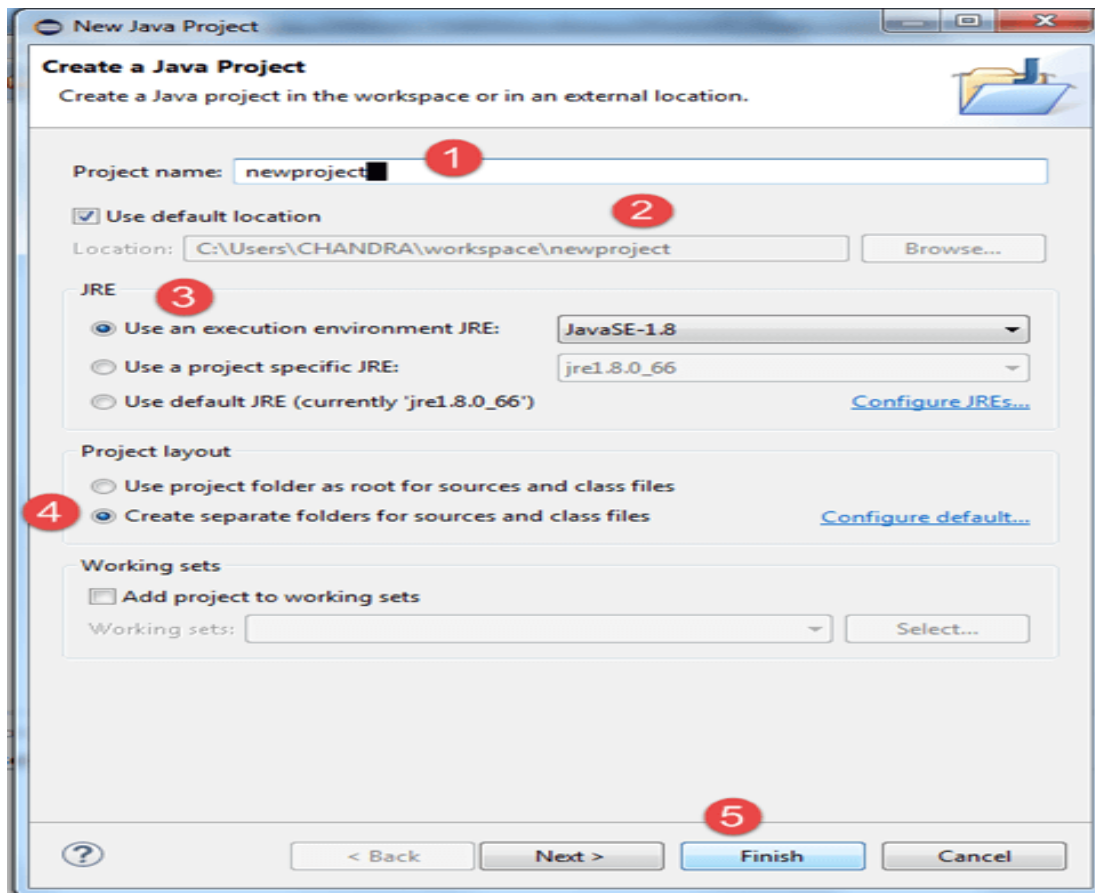 New Java Project
Create a Java Project
Create a Java project in the workspace or in an external location.
1
Project name: newproject
Use default location
2
Location: C:\Users\CHANDRA\workspace\newproject Browse...
JRE
3
Use an execution environment JRE: JavaSE-1.8
Use a project specific JRE: jre1.8.0_66
Use default JRE (currently 'jre1.8.0_66') Configure JREs...
Project layout
Use project folder as root for sources and class files
4
Create separate folders for sources and class files Configure default...
Working sets
Add project to working sets
Working sets: Select...
5
? < Back Next > Finish Cancel